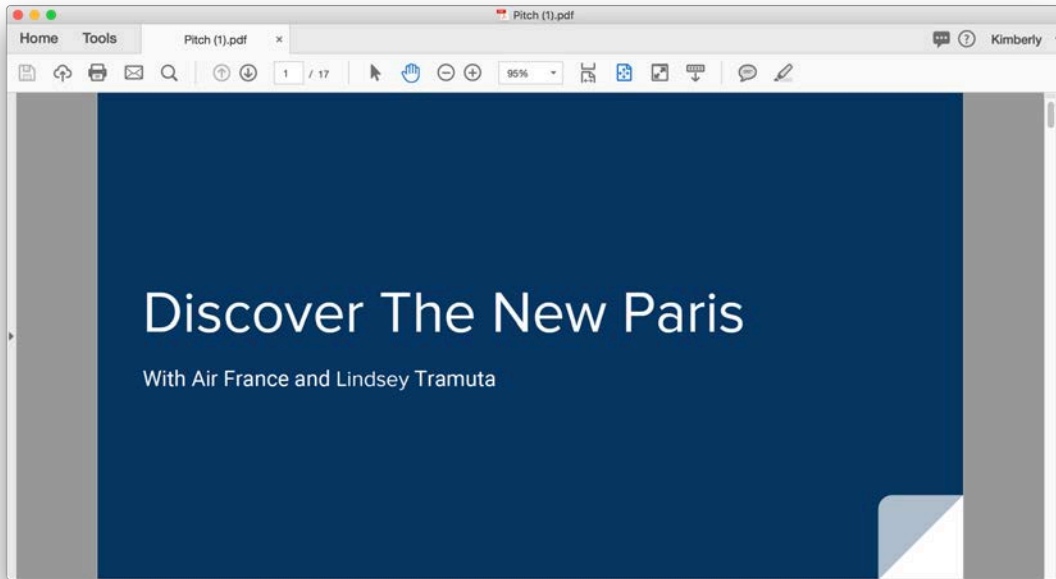 Pitch (1).pdf
Home Tools Pitch (1).pdf × ? Kimberly
1 / 17 95%
Discover The New Paris
With Air France and Lindsey Tramuta